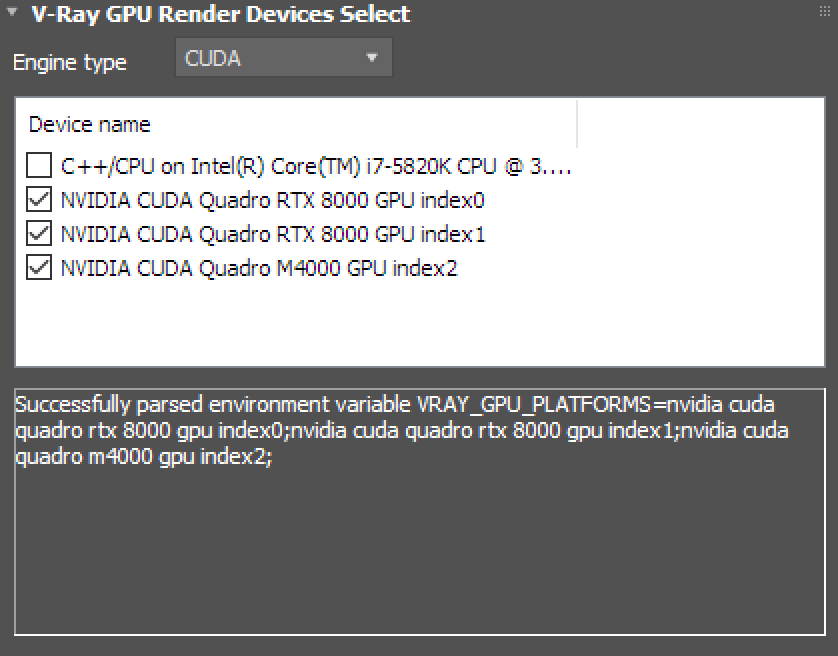 V-Ray GPU Render Devices Select
Engine type CUDA
Device name
C++/CPU on Intel(R) Core(TM) i7-5820K CPU @ 3....
NVIDIA CUDA Quadro RTX 8000 GPU index0
NVIDIA CUDA Quadro RTX 8000 GPU index1
NVIDIA CUDA Quadro M4000 GPU index2
Successfully parsed environment variable VRAY_GPU_PLATFORMS=nvidia cuda
quadro rtx 8000 gpu index0;nvidia cuda quadro rtx 8000 gpu index1;nvidia cuda
quadro m4000 gpu index2;